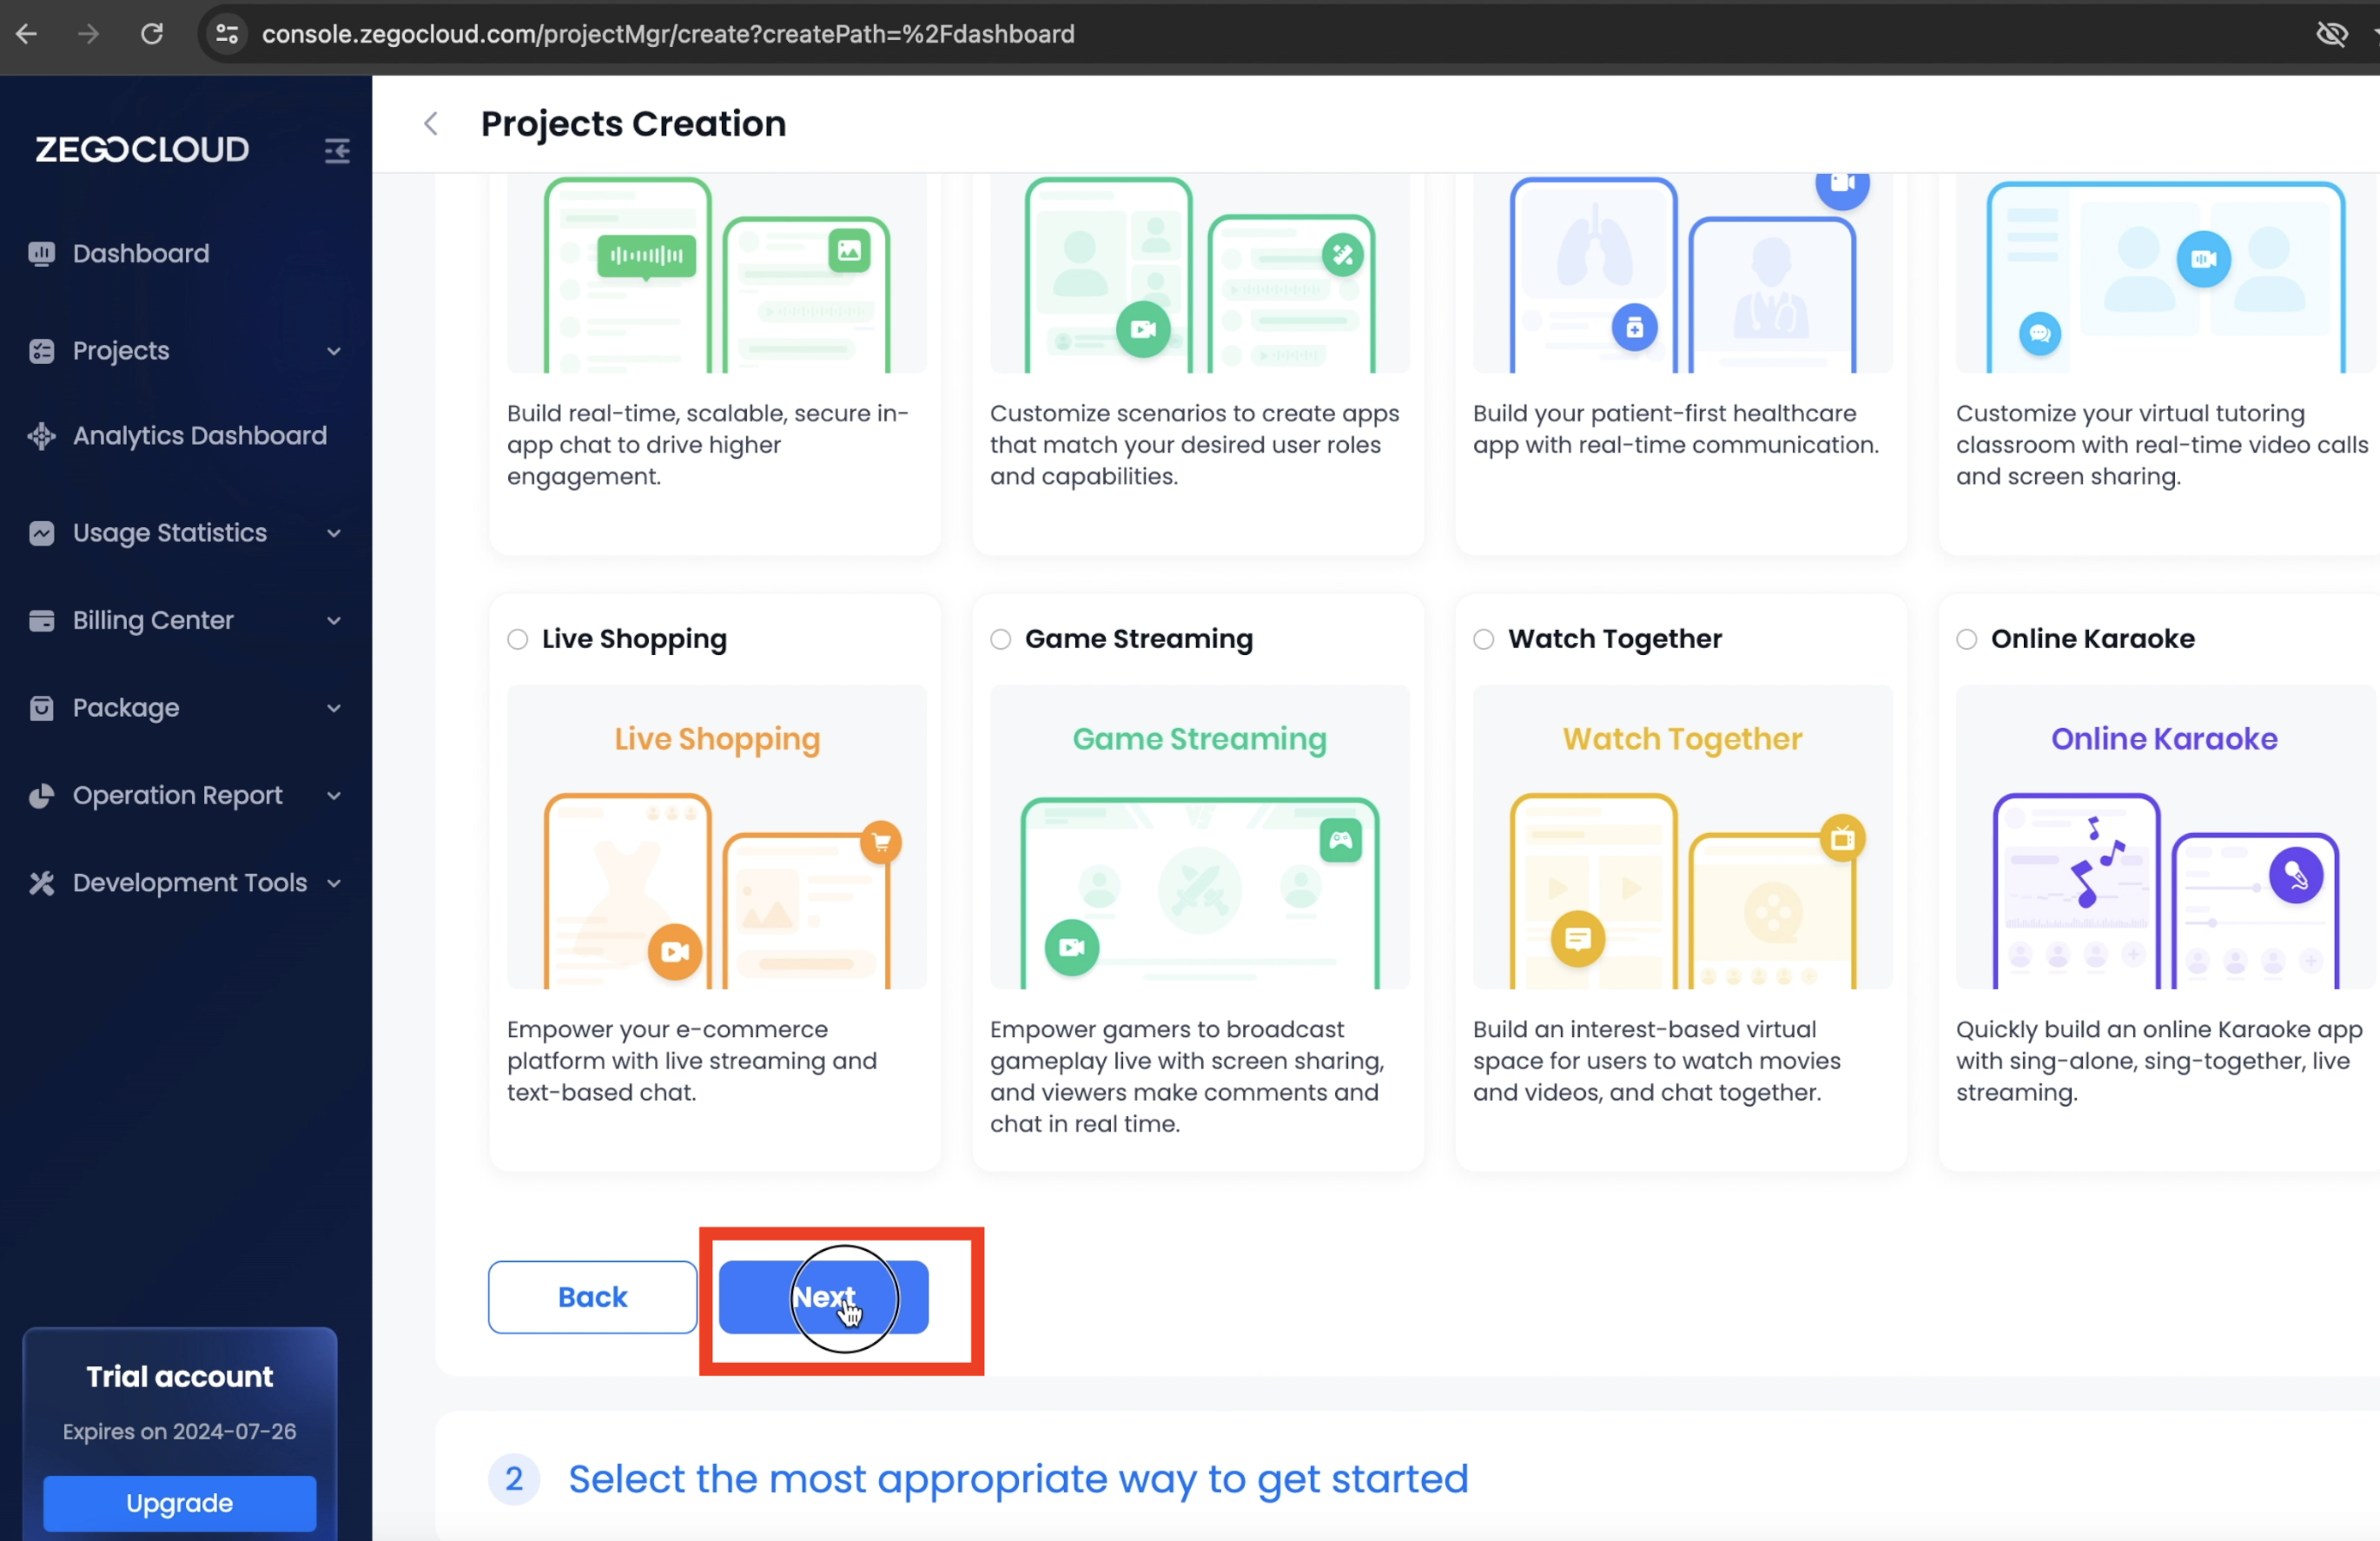 console.zegocloud.com/projectMgr/create?createPath=%2Fdashboard
ZEGOCLOUD
Dashboard
Projects
Analytics Dashboard
Usage Statistics
Billing Center
Package
Operation Report
Development Tools
Trial account
Expires on 2024-07-26
Upgrade
Projects Creation
Build real-time, scalable, secure in-
app chat to drive higher
engagement.
Customize scenarios to create apps
that match your desired user roles
and capabilities.
Build your patient-first healthcare
app with real-time communication.
Customize your virtual tutoring
classroom with real-time video calls
and screen sharing.
Live Shopping
Live Shopping
Empower your e-commerce
platform with live streaming and
text-based chat.
Game Streaming
Game Streaming
VS
Empower gamers to broadcast
gameplay live with screen sharing,
and viewers make comments and
chat in real time.
Watch Together
Watch Together
Build an interest-based virtual
space for users to watch movies
and videos, and chat together.
Online Karaoke
Online Karaoke
Quickly build an online Karaoke app
with sing-alone, sing-together, live
streaming.
Back
Next
2
Select the most appropriate way to get started